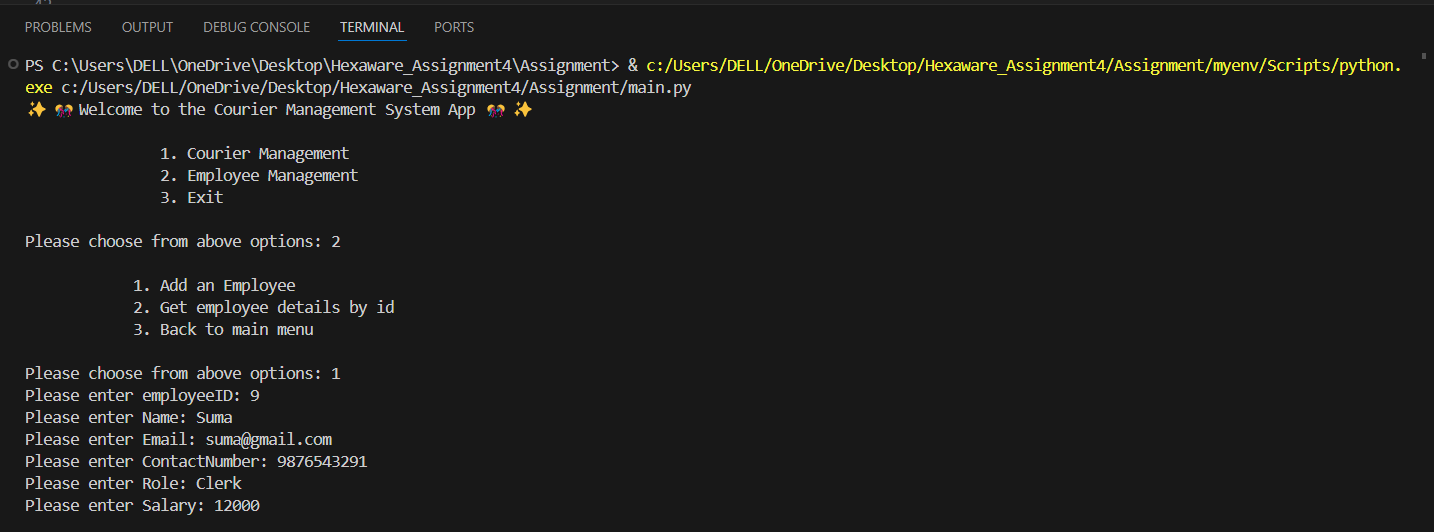 PROBLEMS OUTPUT DEBUG CONSOLE TERMINAL PORTS
PS C:\Users\DELL\OneDrive\Desktop\Hexaware_Assignment4\Assignment> & c:/Users/DELL/OneDrive/Desktop/Hexaware_Assignment4/Assignment/myenv/Scripts/python.
exe c:/Users/DELL/OneDrive/Desktop/Hexaware_Assignment4/Assignment/main.py
✨ 🎊 Welcome to the Courier Management System App 🎊 ✨
1. Courier Management
2. Employee Management
3. Exit
Please choose from above options: 2
1. Add an Employee
2. Get employee details by id
3. Back to main menu
Please choose from above options: 1
Please enter employeeID: 9
Please enter Name: Suma
Please enter Email: suma@gmail.com
Please enter ContactNumber: 9876543291
Please enter Role: Clerk
Please enter Salary: 12000